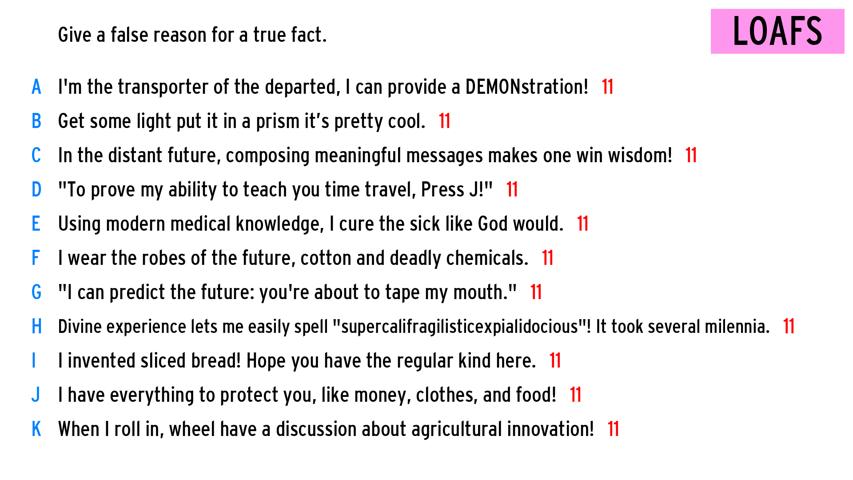 Give a false reason for a true fact.
LOAFS
A I'm the transporter of the departed, I can provide a DEMONstration! 11
B Get some light put it in a prism it's pretty cool. 11
C In the distant future, composing meaningful messages makes one win wisdom! 11
D "To prove my ability to teach you time travel, Press J!" 11
E Using modern medical knowledge, I cure the sick like God would. 11
F I wear the robes of the future, cotton and deadly chemicals. 11
G "I can predict the future: you're about to tape my mouth." 11
H Divine experience lets me easily spell "supercalifragilisticexpialidocious"! It took several milennia. 11
I I invented sliced bread! Hope you have the regular kind here. 11
J I have everything to protect you, like money, clothes, and food! 11
K When I roll in, wheel have a discussion about agricultural innovation! 11